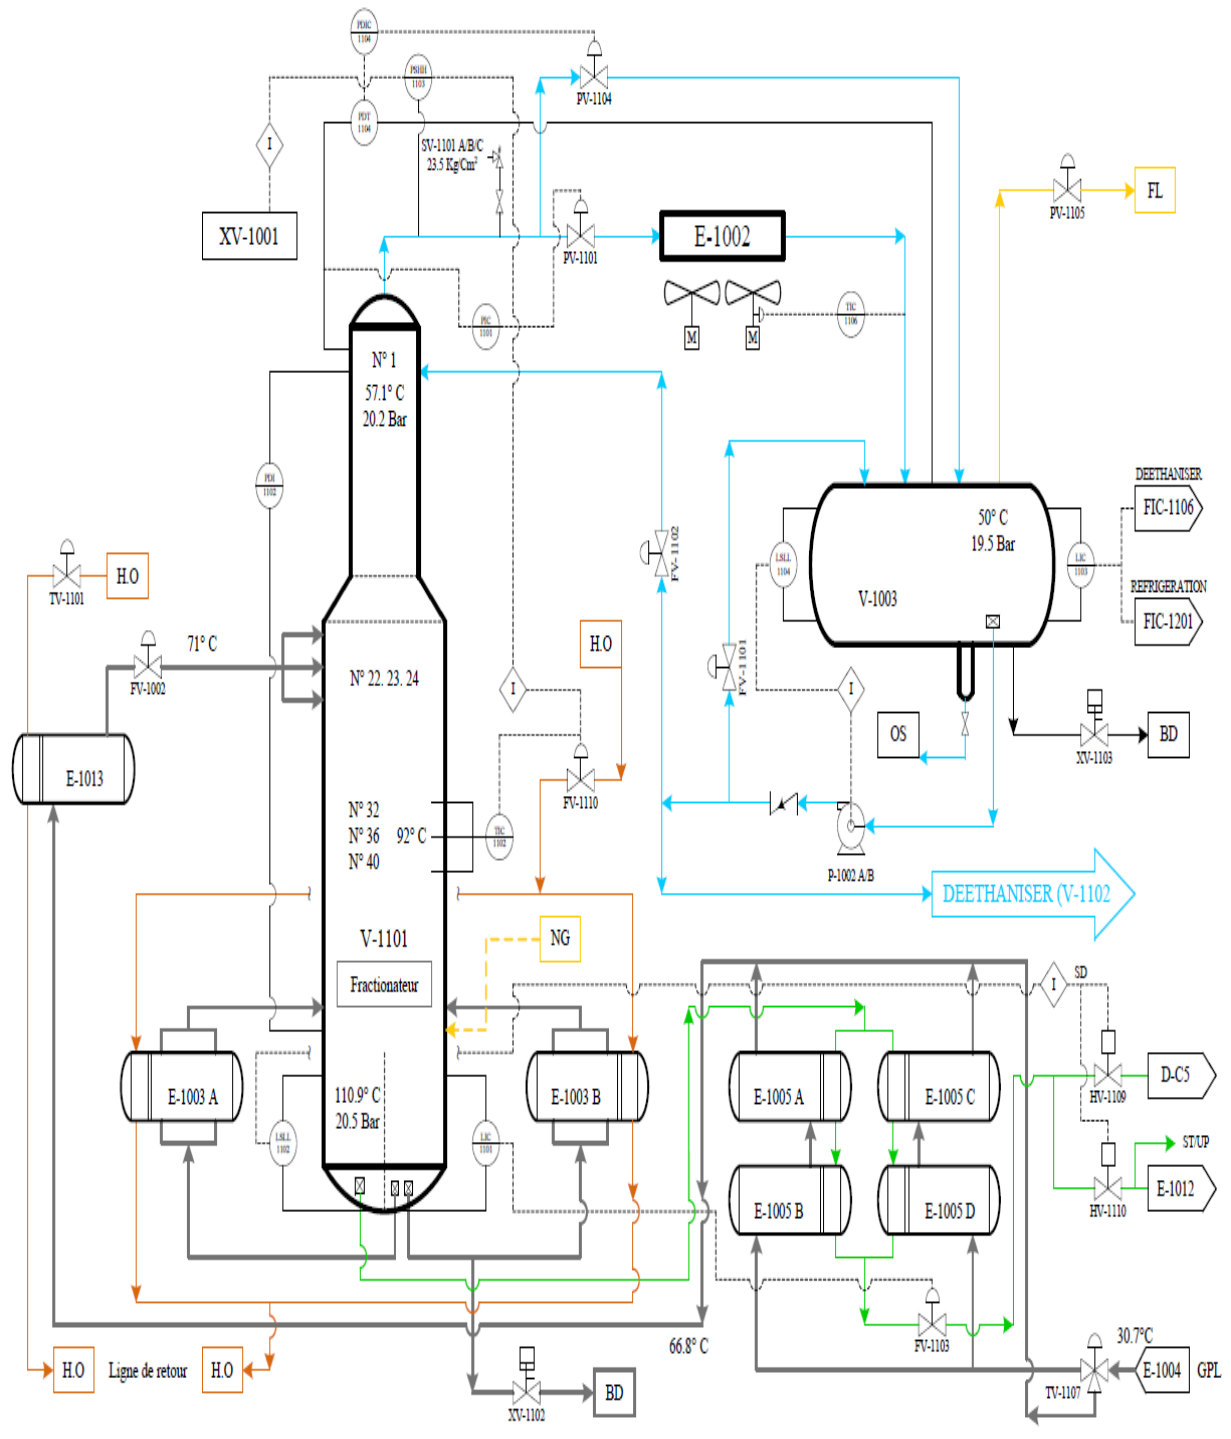 PDIC
1104
PSHH
1103
PV-1104
PDT
1104
SV-1101 A/B/C
23.5 Kg/Cm²
I
XV-1001
PV-1101
E-1002
PV-1105
FL
PIC
1101
TIC
1106
M
M
N° 1
57.1° C
20.2 Bar
PDI
1102
DEETHANISER
FIC-1106
50° C
19.5 Bar
LSLL
1104
LIC
1103
V-1003
REFRIGERATION
FIC-1201
FV-1102
H.O
TV-1101
H.O
71° C
FV-1002
N° 22. 23. 24
FV-1101
I
I
OS
XV-1103
BD
E-1013
FV-1110
N° 32
N° 36
92° C
N° 40
TIC
1102
P-1002 A/B
DEETHANISER (V-1102
V-1101
NG
Fractionateur
I
SD
E-1003 A
E-1003 B
E-1005 A
E-1005 C
HV-1109
D-C5
110.9° C
20.5 Bar
LSLL
1102
LIC
1101
ST/UP
E-1005 B
E-1005 D
HV-1110
E-1012
66.8° C
FV-1103
30.7°C
H.O
Ligne de retour
H.O
TV-1107
E-1004
GPL
XV-1102
BD